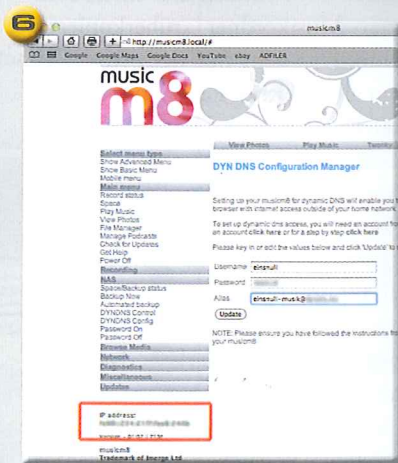 6
musicm8
http://musicm8.local/#
Google Google Maps Google Docs YouTube ebay ADFILER
music
m8
View Photos Play Music
Select menu type
Show Advanced Menu
Show Basic Menu
Mobile menu
Main menu
Record status
Space
Play Music
View Photos
File Manager
Manage Podcasts
Check for Updates
Get Help
Power Off
Recording
NAS
Space/Backup status
Backup Now
Automated backup
DYNDNS Control
DYNDNS Config
Password On
Password Off
Browse Media
Network
Diagnostics
Miscellaneous
Updates
IP address:
musicm8
Trademark of Imerge Ltd
DYN DNS Configuration Manager
Setting up your musicm8 for dynamic DNS will enable you
browser with internet access outside of your home network
To set up dynamic dns access, you will need an account
an account click here or for a step by step click here
Please key in or edit the values below and click 'Update' to
Username einsnull
Password
Alias einsnull-musik@
Update
NOTE: Please ensure you have followed the instructions
your musicm8